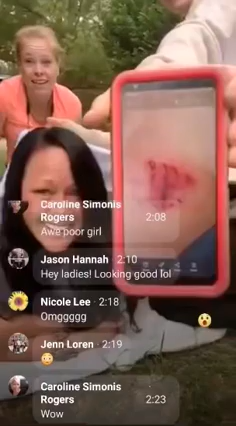 Caroline Simonis
Rogers 2:08
Awe poor girl
Jason Hannah · 2:10
Hey ladies! Looking good lol
Nicole Lee · 2:18
Omggggg
Jenn Loren · 2:19
😳
Caroline Simonis
Rogers 2:23
Wow